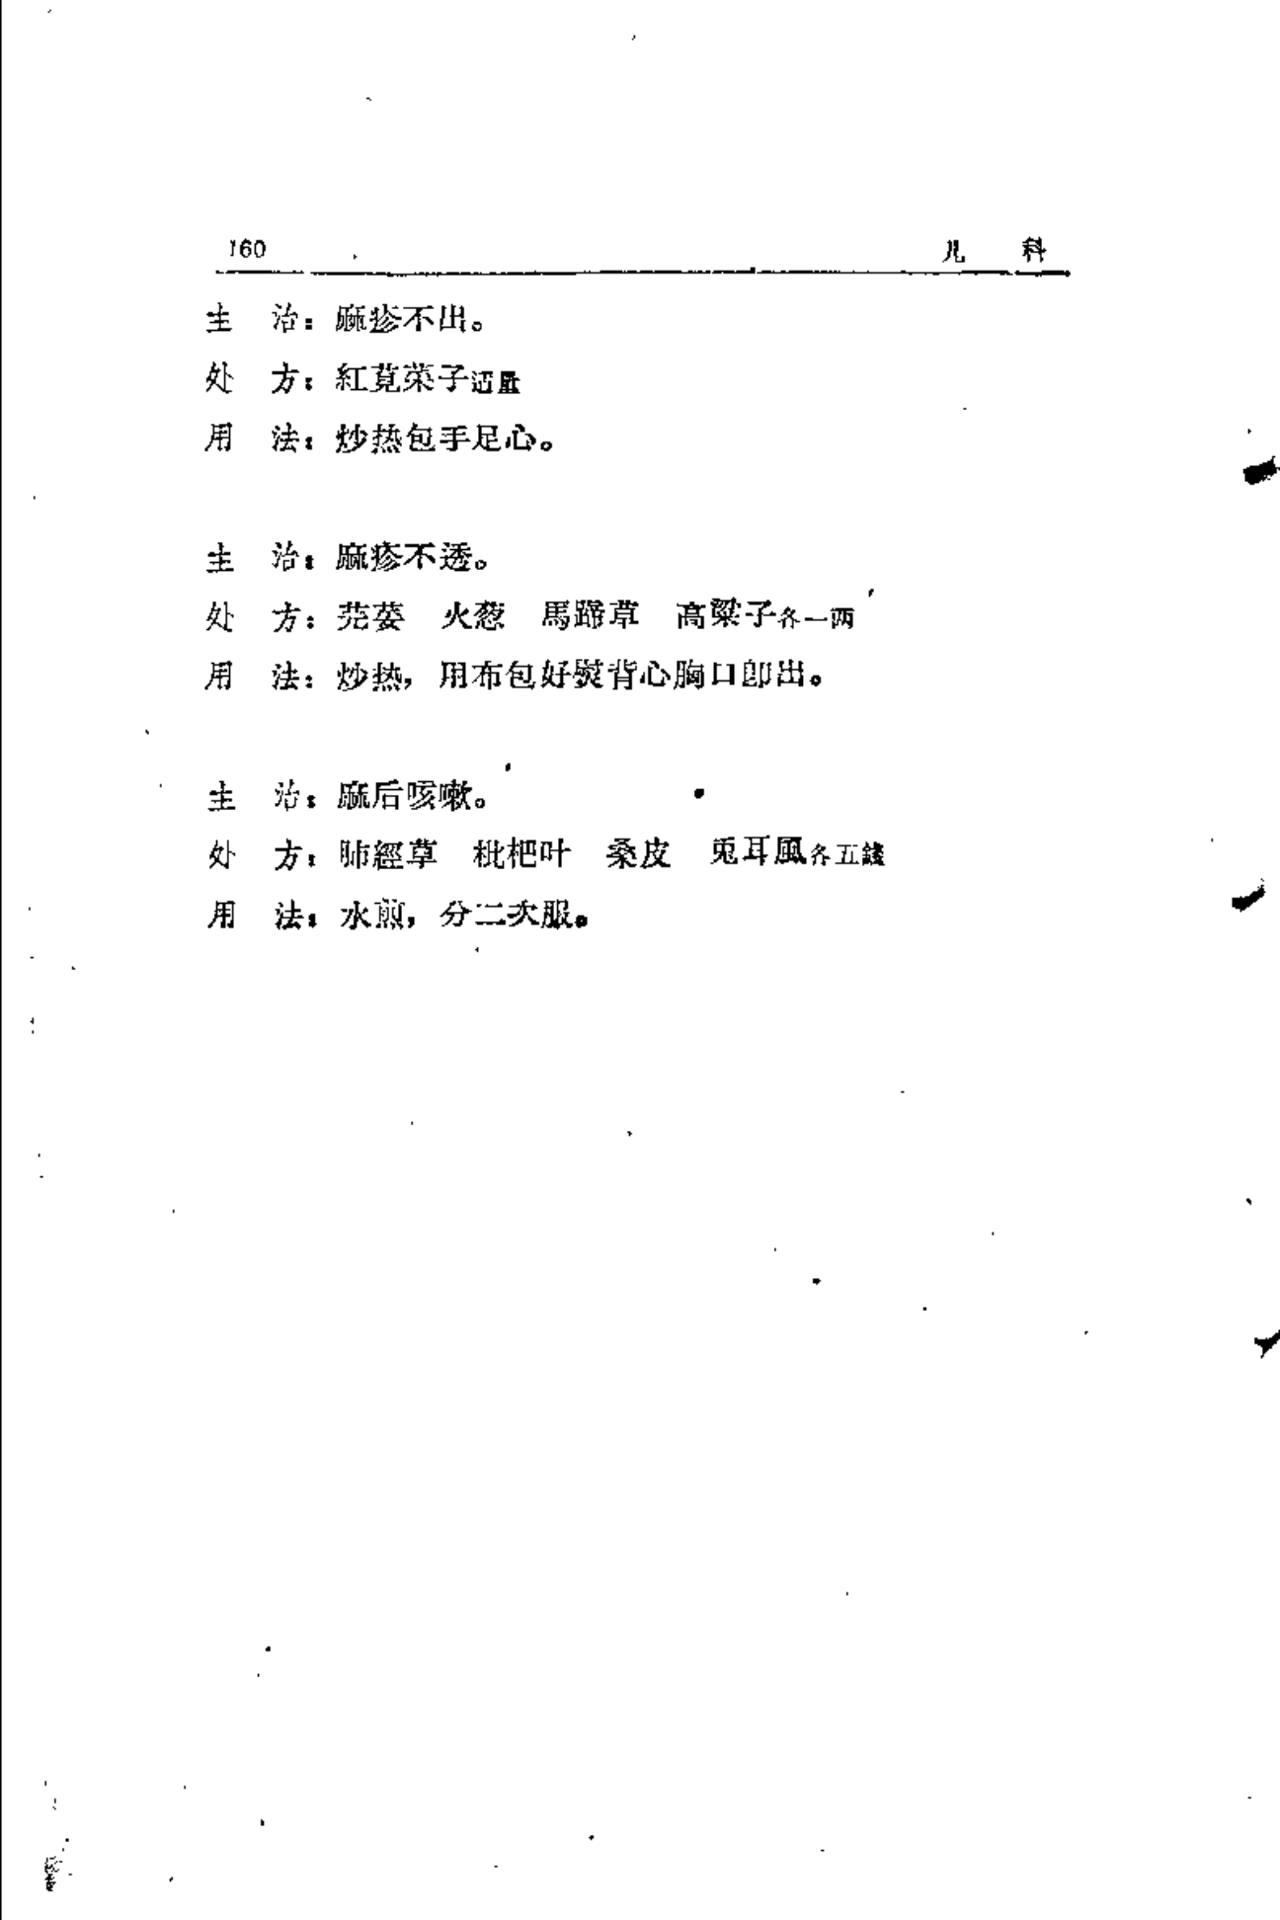 160 儿 科
主 治：麻疹不出。
处 方：紅莧菜子适量
用 法：炒热包手足心。
主 治：麻疹不透。
处 方：芫荽 火葱 馬蹄草 高粱子各一两
用 法：炒热，用布包好熨背心胸口即出。
主 治：麻后咳嗽。
处 方：肺經草 枇杷叶 桑皮 兎耳風各五錢
用 法：水煎，分二次服。